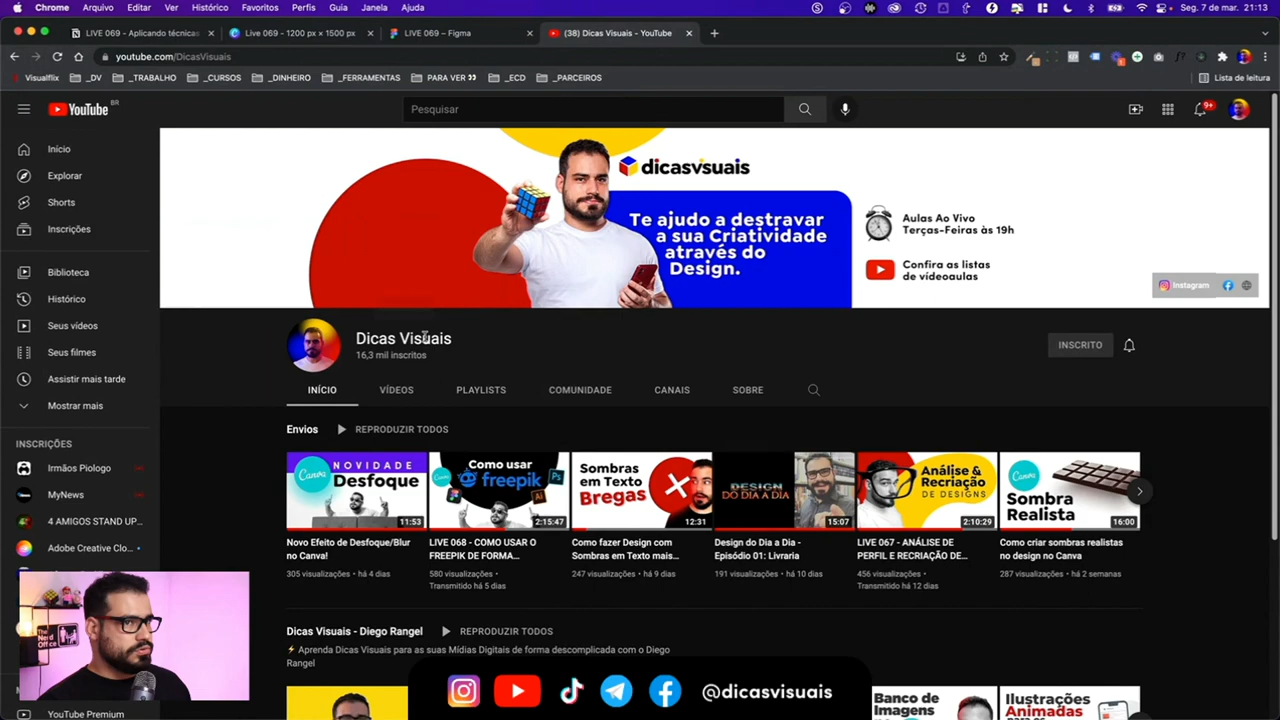 Chrome Arquivo Editar Ver Histórico Favoritos Perfis Guia Janela Ajuda
Seg. 7 de mar. 21:13
LIVE 069 - Aplicando técnicas
Live 069 - 1200 px × 1500 px
LIVE 069 – Figma
(38) Dicas Visuais - YouTube
youtube.com/DicasVisuais
Visualflix _DV _TRABALHO _CURSOS _DINHEIRO _FERRAMENTAS PARA VER 👀 _ECD _PARCEIROS
Lista de leitura
YouTube BR
Pesquisar
9+
Início
Explorar
Shorts
Inscrições
Biblioteca
Histórico
Seus vídeos
Seus filmes
Assistir mais tarde
Mostrar mais
INSCRIÇÕES
Irmãos Piologo
MyNews
4 AMIGOS STAND UP...
Adobe Creative Clo...
The Nerd
Office
YouTube Premium
dicasvsuais
Te ajudo a destravar
a sua Criatividade
através do
Design.
Aulas Ao Vivo
Terças-Feiras às 19h
Confira as listas
de vídeoaulas
Instagram
Dicas Visuais
16,3 mil inscritos
INSCRITO
INÍCIO VÍDEOS PLAYLISTS COMUNIDADE CANAIS SOBRE
Envios REPRODUZIR TODOS
Canva
NOVIDADE
Desfoque
11:53
Novo Efeito de Desfoque/Blur
no Canva!
305 visualizações •
há 4 dias
Como usar
freepik
Ps
Ai
2:15:47
LIVE 068 - COMO USAR O
FREEPIK DE FORMA...
580 visualizações •
Transmitido há 5 dias
Sombras
em Texto
Bregas
12:31
Como fazer Design com
Sombras em Texto mais...
247 visualizações • há 9 dias
DESIGN
DO DIA A DIA
15:07
Design do Dia a Dia -
Episódio 01: Livraria
191 visualizações • há 10 dias
Análise &
Recriação
DE DESIGNS
2:10:29
LIVE 067 - ANÁLISE DE
PERFIL E RECRIAÇÃO DE...
456 visualizações •
Transmitido há 12 dias
Canva
Sombra
Realista
16:00
Como criar sombras realistas
no design no Canva
287 visualizações • há 2 semanas
Dicas Visuais - Diego Rangel REPRODUZIR TODOS
⚡ Aprenda Dicas Visuais para as suas Mídias Digitais de forma descomplicada com o Diego
Rangel
@dicasvisuais
Banco de
Imagens
Ilustrações
Animadas